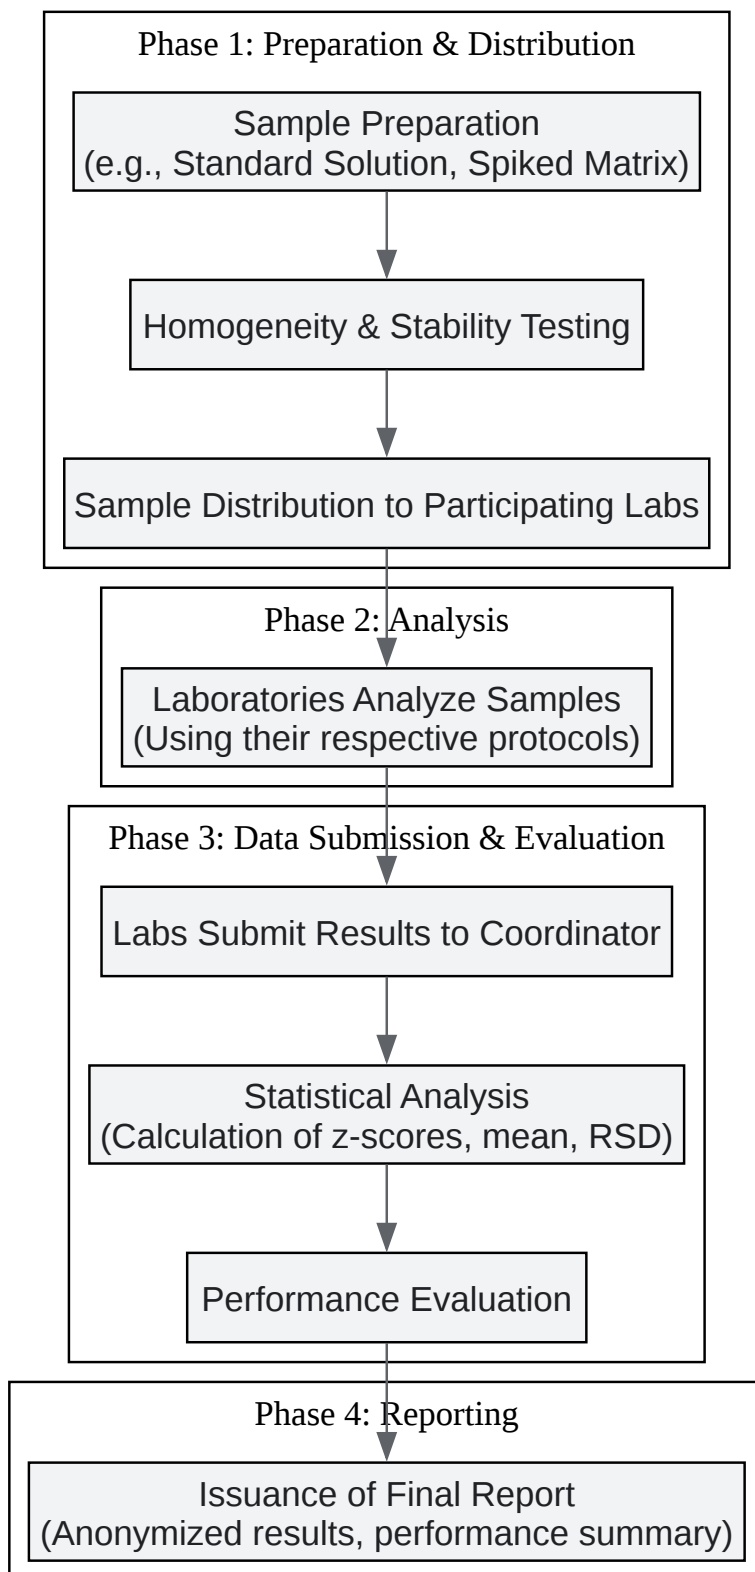 Phase 1: Preparation & Distribution
Sample Preparation
(e.g., Standard Solution, Spiked Matrix)
Homogeneity & Stability Testing
Sample Distribution to Participating Labs
Phase 2: Analysis
Laboratories Analyze Samples
(Using their respective protocols)
Phase 3: Data Submission & Evaluation
Labs Submit Results to Coordinator
Statistical Analysis
(Calculation of z-scores, mean, RSD)
Performance Evaluation
Phase 4: Reporting
Issuance of Final Report
(Anonymized results, performance summary)